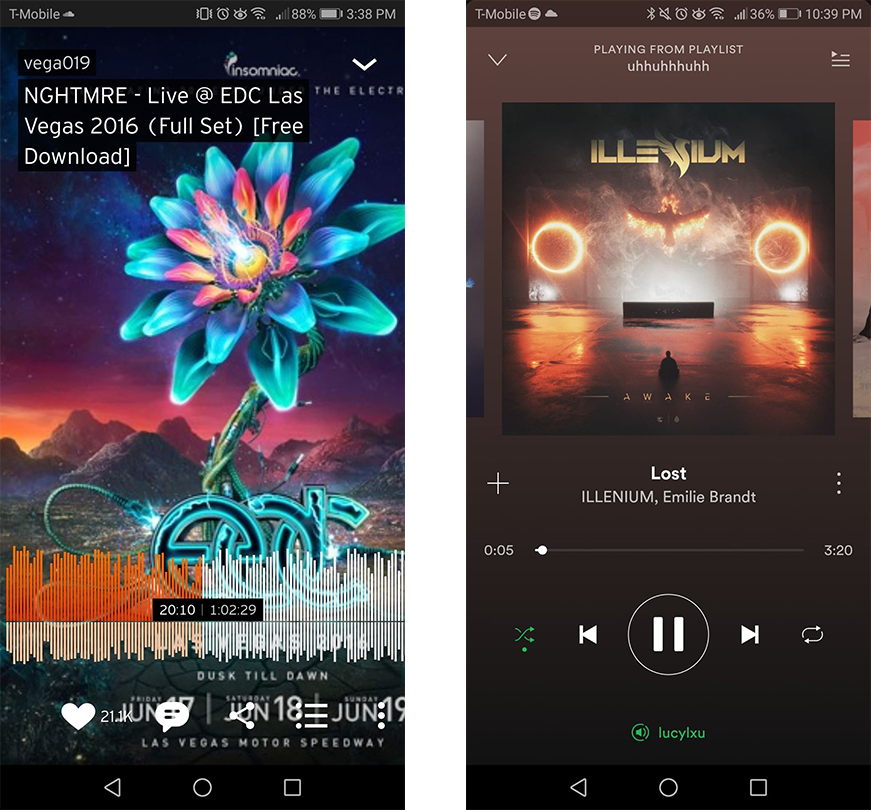 T-Mobile
88% 3:38 PM
insomniac
vega019
THE ELECTR
NGHTMRE - Live @ EDC Las
Vegas 2016 (Full Set) [Free
Download]
edc
20:10 | 1:02:29
LAS VEGAS 2016
DUSK TILL DAWN
FRIDAY SATURDAY SUNDAY
21.1K
JUN 17 | JUN 18 | JUN 19
LAS VEGAS MOTOR SPEEDWAY
T-Mobile
36% 10:39 PM
PLAYING FROM PLAYLIST
uhhuhhhuhh
ILLENIUM
AWAKE
Lost
ILLENIUM, Emilie Brandt
0:05
3:20
lucylxu